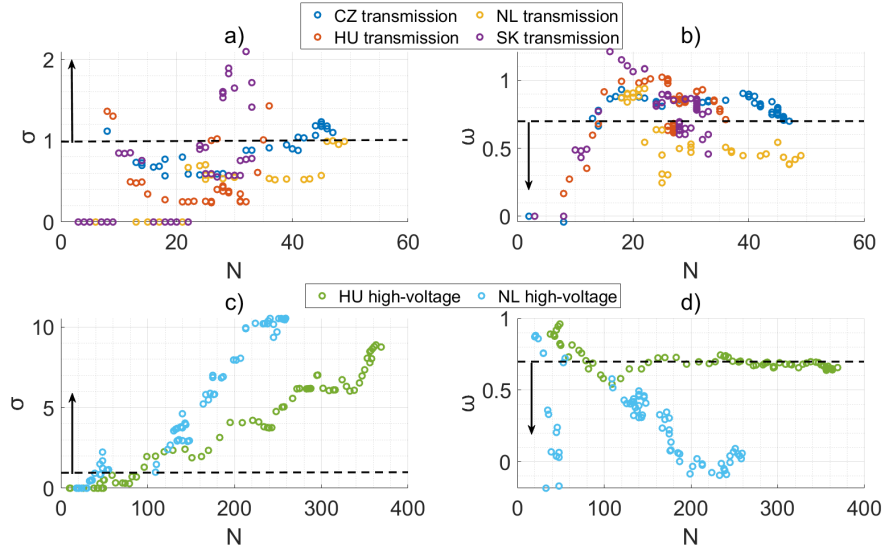 CZ transmission NL transmission
HU transmission SK transmission
a) b)
σ
2
1
0
0 20 40 60
N
ω
1
0.5
0
0 20 40 60
N
HU high-voltage NL high-voltage
c) d)
σ
10
5
0
0 100 200 300 400
N
ω
1
0.5
0
0 100 200 300 400
N